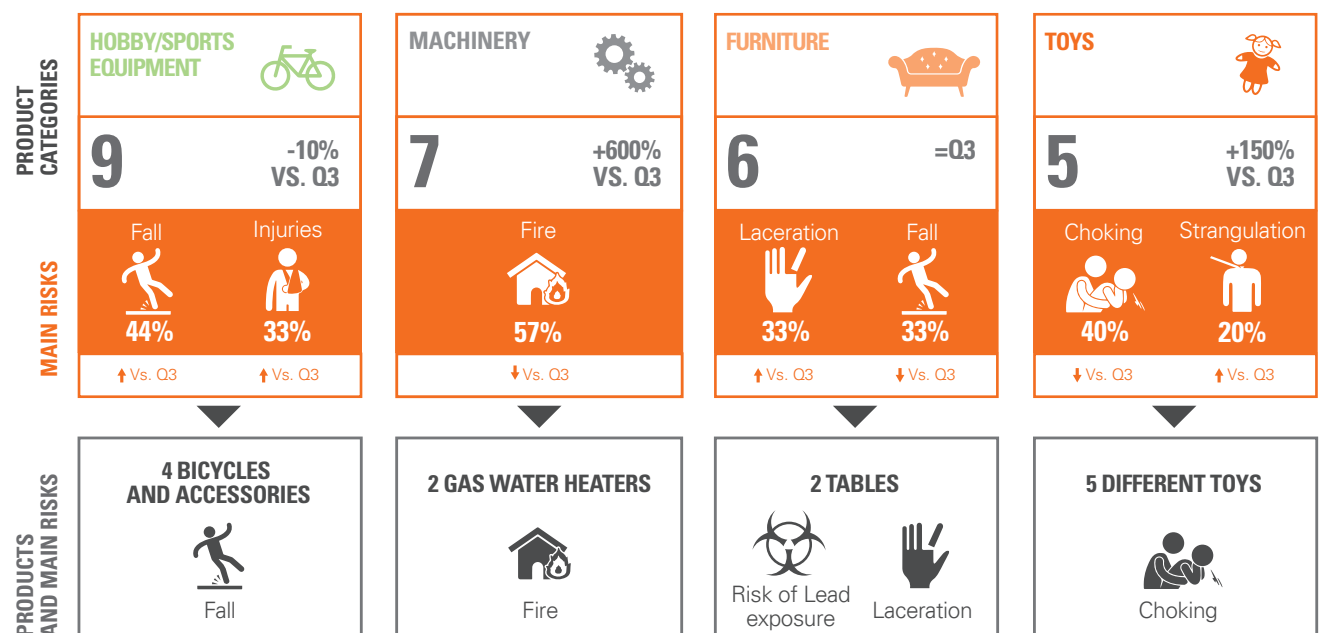 PRODUCT
CATEGORIES
HOBBY/SPORTS
EQUIPMENT
9
-10%
VS. Q3
MACHINERY
7
+600%
VS. Q3
FURNITURE
6
=Q3
TOYS
5
+150%
VS. Q3
MAIN RISKS
Fall
44%
↑ Vs. Q3
Injuries
33%
↑ Vs. Q3
Fire
57%
↓ Vs. Q3
Laceration
33%
↑ Vs. Q3
Fall
33%
↓ Vs. Q3
Choking
40%
↓ Vs. Q3
Strangulation
20%
↑ Vs. Q3
PRODUCTS
AND MAIN RISKS
4 BICYCLES
AND ACCESSORIES
Fall
2 GAS WATER HEATERS
Fire
2 TABLES
Risk of Lead
exposure
Laceration
5 DIFFERENT TOYS
Choking